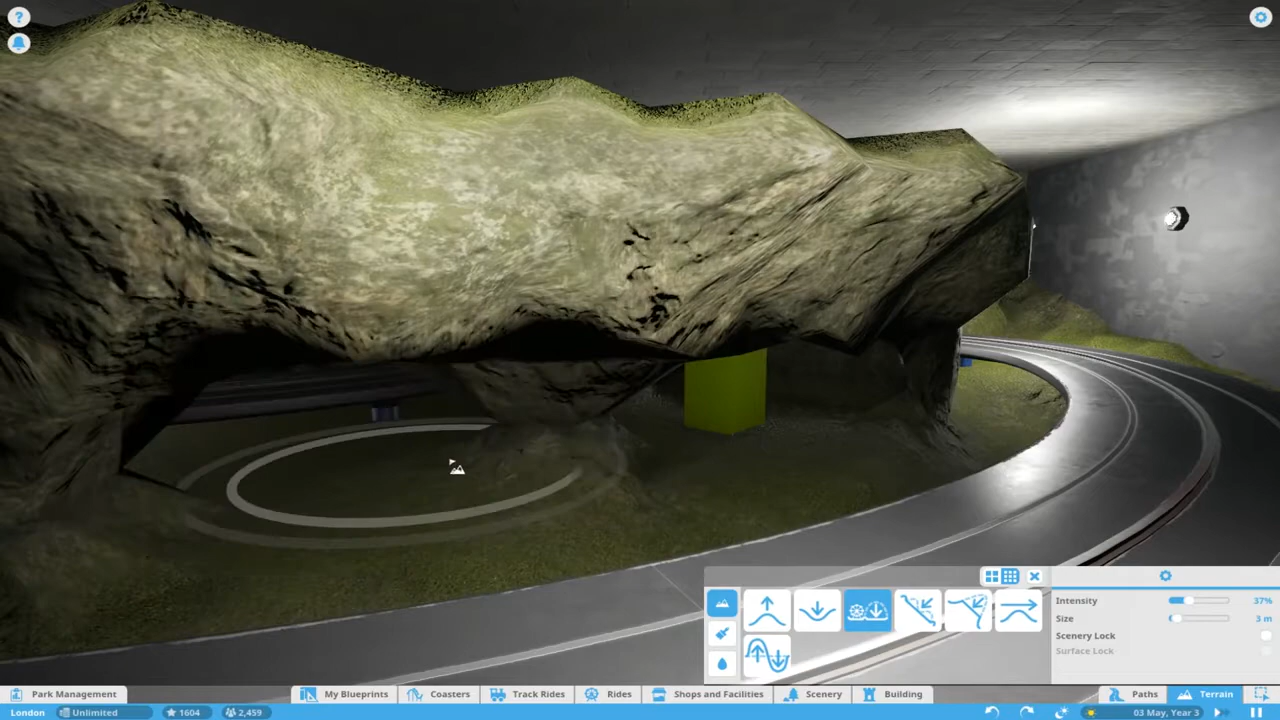 ?
Intensity 37%
Size 3 m
Scenery Lock
Surface Lock
Park Management My Blueprints Coasters Track Rides Rides Shops and Facilities Scenery Building Paths Terrain
London Unlimited 1604 2,459 03 May, Year 3